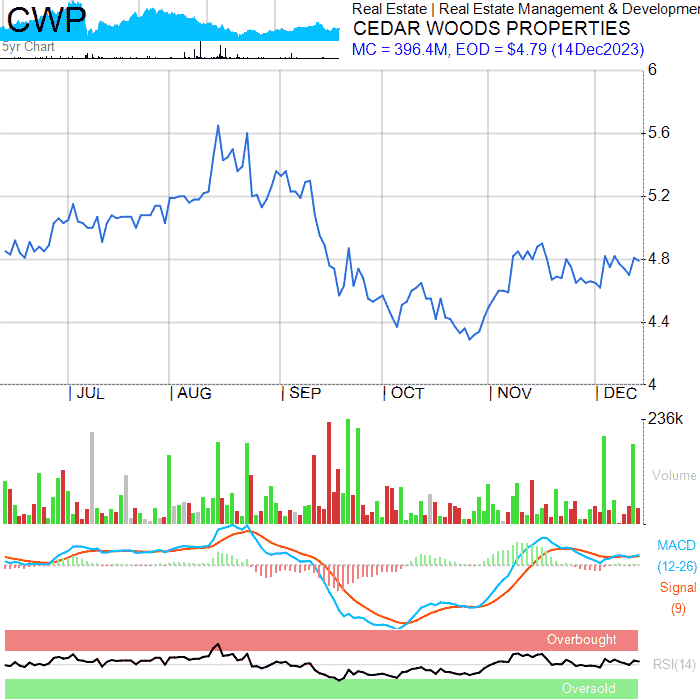 CWP
5yr Chart
Real Estate | Real Estate Management & Developmen
CEDAR WOODS PROPERTIES
MC = 396.4M, EOD = $4.79 (14Dec2023)
6
5.6
5.2
4.8
4.4
4
| JUL | AUG | SEP | OCT | NOV | DEC
236k
Volume
MACD
(12-26)
Signal
(9)
Overbought
RSI(14)
Oversold